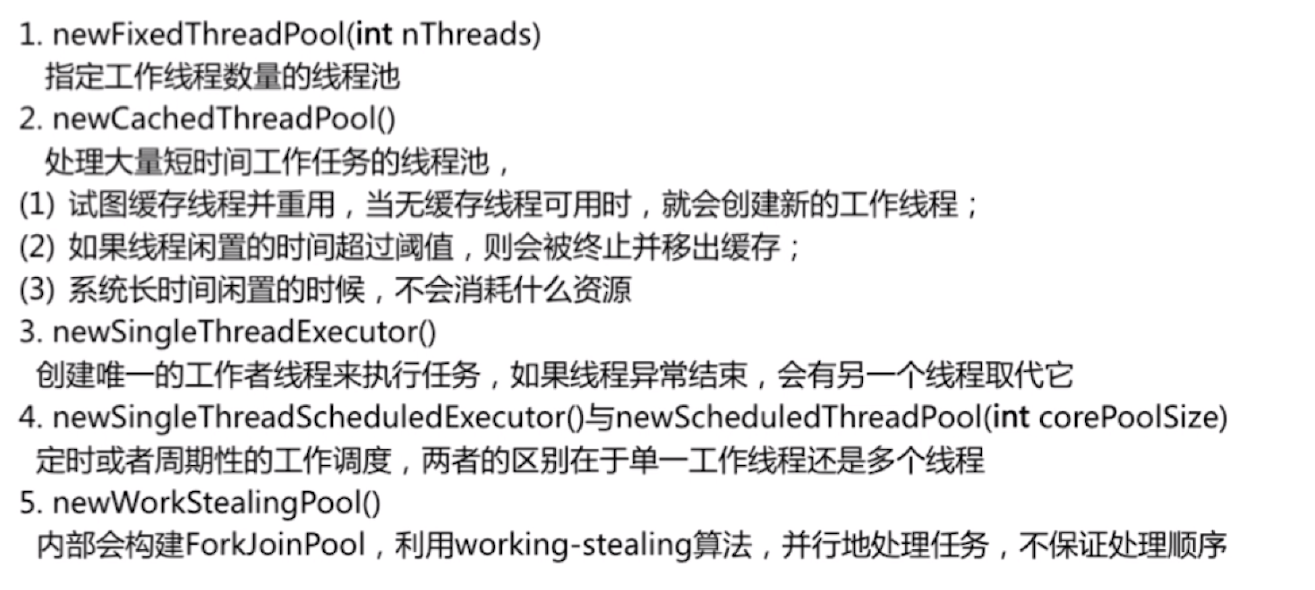 1. newFixedThreadPool(int nThreads)
指定工作线程数量的线程池
2. newCachedThreadPool()
处理大量短时间工作任务的线程池，
(1) 试图缓存线程并重用，当无缓存线程可用时，就会创建新的工作线程；
(2) 如果线程闲置的时间超过阈值，则会被终止并移出缓存；
(3) 系统长时间闲置的时候，不会消耗什么资源
3. newSingleThreadExecutor()
创建唯一的工作者线程来执行任务，如果线程异常结束，会有另一个线程取代它
4. newSingleThreadScheduledExecutor()与newScheduledThreadPool(int corePoolSize)
定时或者周期性的工作调度，两者的区别在于单一工作线程还是多个线程
5. newWorkStealingPool()
内部会构建ForkJoinPool，利用working-stealing算法，并行地处理任务，不保证处理顺序